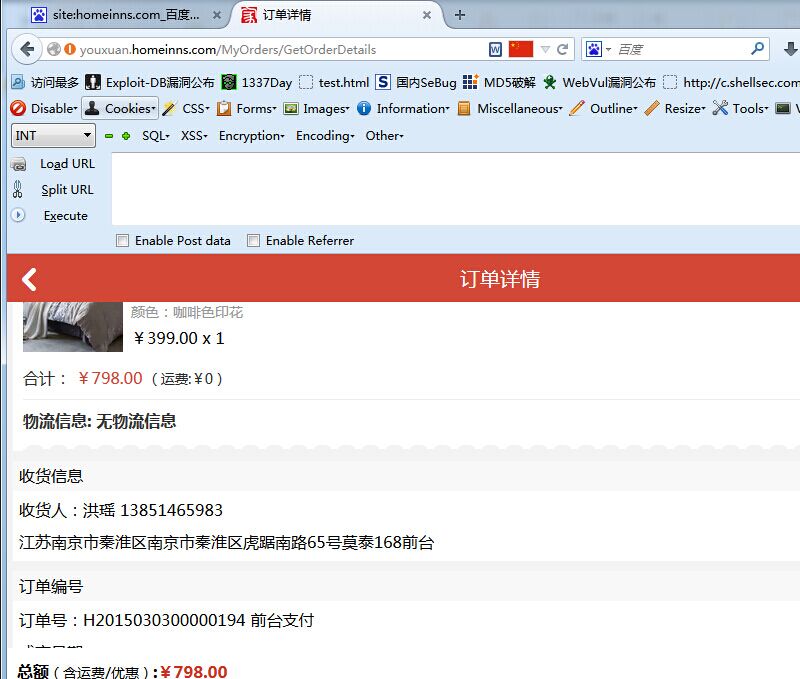 site:homeinns.com_百度...
订单详情
youxuan.homeinns.com/MyOrders/GetOrderDetails
百度
访问最多 Exploit-DB漏洞公布 1337Day test.html S 国内SeBug MD5破解 WebVul漏洞公布 http://c.shellsec.com
Disable Cookies CSS Forms Images Information Miscellaneous Outline Resize Tools
INT SQL XSS Encryption Encoding Other
Load URL
Split URL
Execute
Enable Post data Enable Referrer
订单详情
颜色：咖啡色印花
￥399.00 x 1
合计： ￥798.00 （运费:￥0）
物流信息: 无物流信息
收货信息
收货人：洪瑶 13851465983
江苏南京市秦淮区南京市秦淮区虎踞南路65号莫泰168前台
订单编号
订单号：H2015030300000194 前台支付
总额（含运费/优惠）:￥798.00